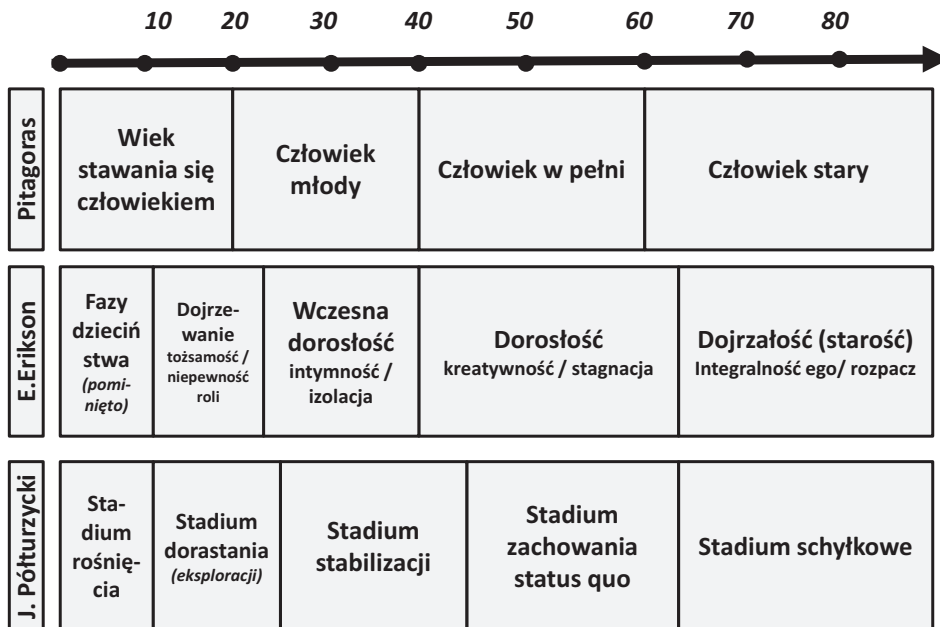 10 20 30 40 50 60 70 80
Pitagoras
Wiek
stawania się
człowiekiem
Człowiek
młody
Człowiek w pełni
Człowiek stary
E.Erikson
Fazy
dzieciń
stwa
(pomi-
nięto)
Dojrze-
wanie
tożsamość /
niepewność
roli
Wczesna
dorosłość
intymność /
izolacja
Dorosłość
kreatywność / stagnacja
Dojrzałość (starość)
Integralność ego/ rozpacz
J. Półturzycki
Sta-
dium
rośnię-
cia
Stadium
dorastania
(eksploracji)
Stadium
stabilizacji
Stadium
zachowania
status quo
Stadium schyłkowe